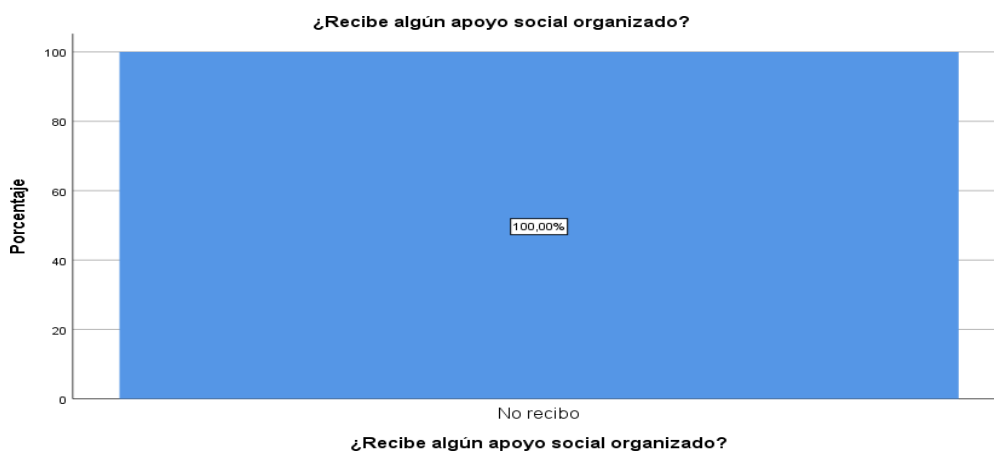 ¿Recibe algún apoyo social organizado?
Porcentaje
100
80
60
40
20
0
100,00%
No recibo
¿Recibe algún apoyo social organizado?